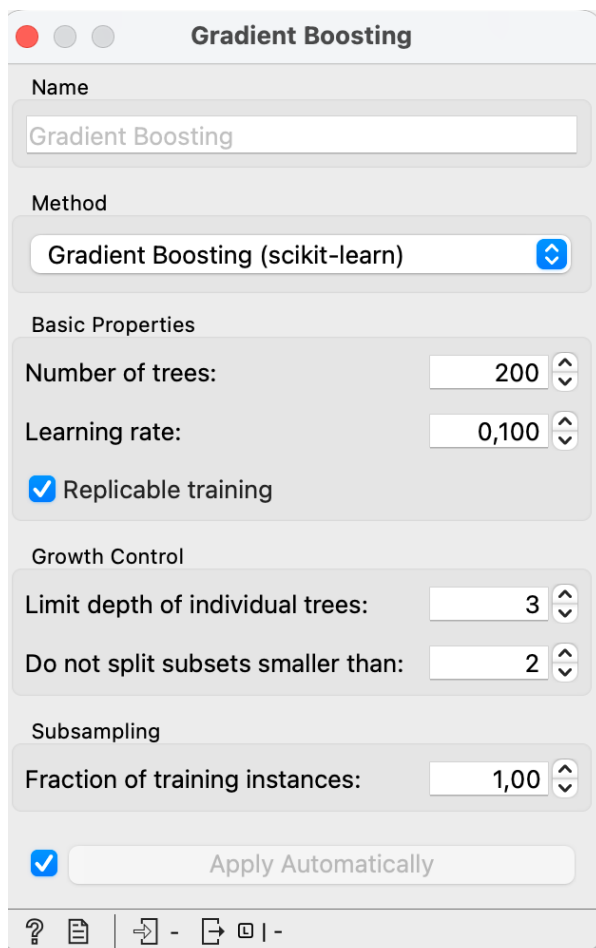 Gradient Boosting
Name
Gradient Boosting
Method
Gradient Boosting (scikit-learn)
Basic Properties
Number of trees: 200
Learning rate: 0,100
Replicable training
Growth Control
Limit depth of individual trees: 3
Do not split subsets smaller than: 2
Subsampling
Fraction of training instances: 1,00
Apply Automatically
? - L | -